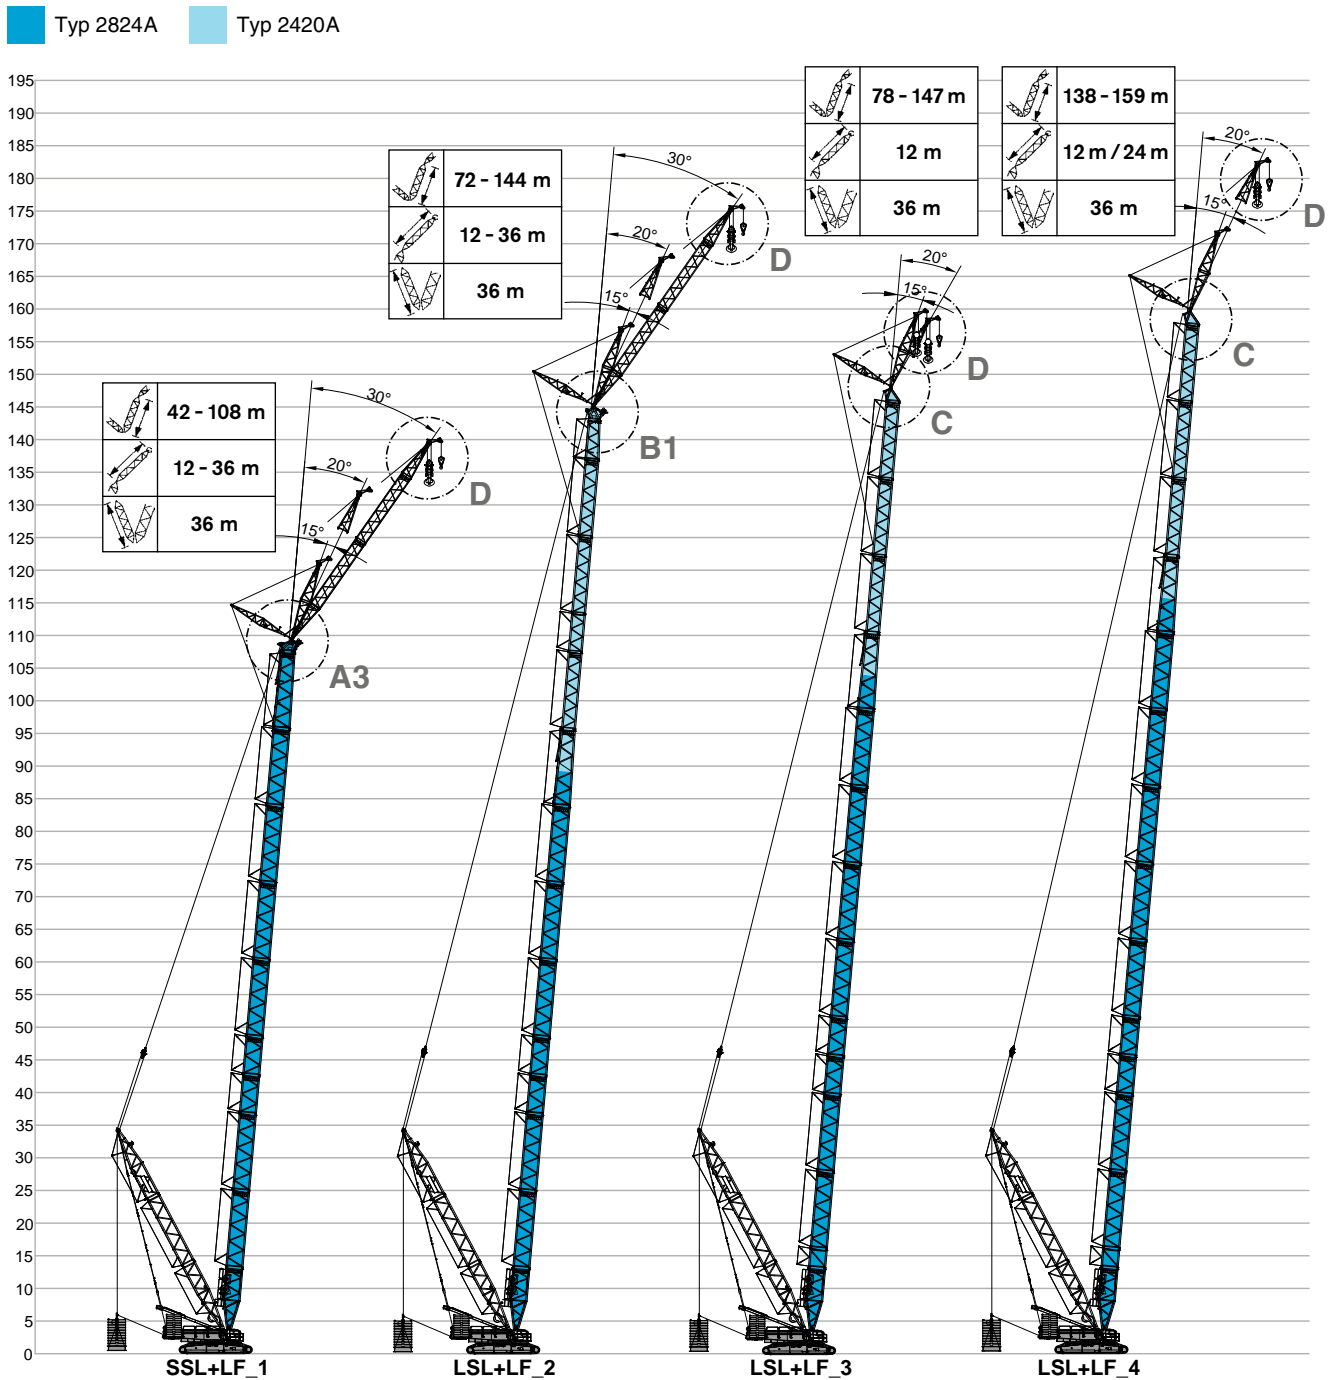 Typ 2824A Typ 2420A
195
190
185
180
175
170
165
160
155
150
145
140
135
130
125
120
115
110
105
100
95
90
85
80
75
70
65
60
55
50
45
40
35
30
25
20
15
10
5
0
42 - 108 m
12 - 36 m
36 m
30°
20°
15°
D
A3
72 - 144 m
12 - 36 m
36 m
30°
20°
15°
D
B1
78 - 147 m
12 m
36 m
20°
15°
D
C
138 - 159 m
12 m / 24 m
36 m
20°
15°
D
C
SSL+LF_1 LSL+LF_2 LSL+LF_3 LSL+LF_4